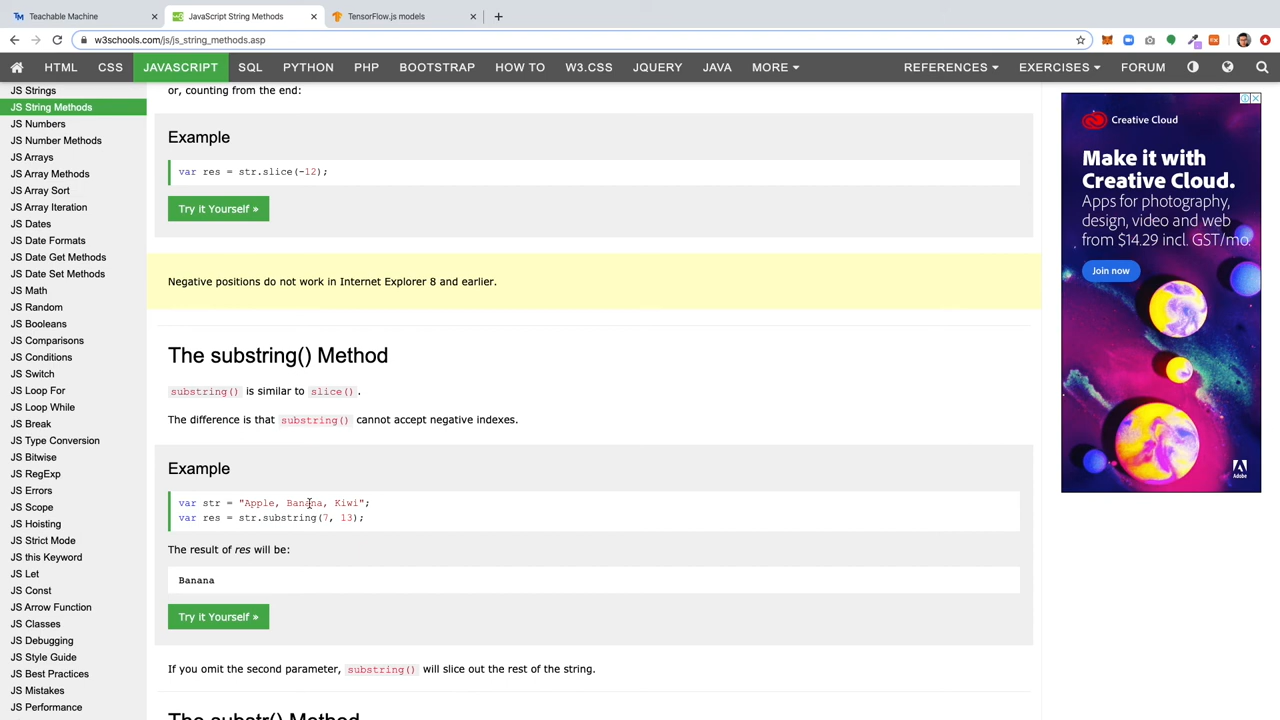 Teachable Machine
JavaScript String Methods
TensorFlow.js models
w3schools.com/js/js_string_methods.asp
HTML CSS JAVASCRIPT SQL PYTHON PHP BOOTSTRAP HOW TO W3.CSS JQUERY JAVA MORE REFERENCES EXERCISES FORUM
JS Strings
JS String Methods
JS Numbers
JS Number Methods
JS Arrays
JS Array Methods
JS Array Sort
JS Array Iteration
JS Dates
JS Date Formats
JS Date Get Methods
JS Date Set Methods
JS Math
JS Random
JS Booleans
JS Comparisons
JS Conditions
JS Switch
JS Loop For
JS Loop While
JS Break
JS Type Conversion
JS Bitwise
JS RegExp
JS Errors
JS Scope
JS Hoisting
JS Strict Mode
JS this Keyword
JS Let
JS Const
JS Arrow Function
JS Classes
JS Debugging
JS Style Guide
JS Best Practices
JS Mistakes
JS Performance
or, counting from the end:
Example
var res = str.slice(-12);
Try it Yourself »
Negative positions do not work in Internet Explorer 8 and earlier.
The substring() Method
substring() is similar to slice().
The difference is that substring() cannot accept negative indexes.
Example
var str = "Apple, Banana, Kiwi";
var res = str.substring(7, 13);
The result of res will be:
Banana
Try it Yourself »
If you omit the second parameter, substring() will slice out the rest of the string.
The substr() Method
Creative Cloud
Make it with
Creative Cloud.
Apps for photography,
design, video and web
from $14.29 incl. GST/mo.
Join now
Adobe